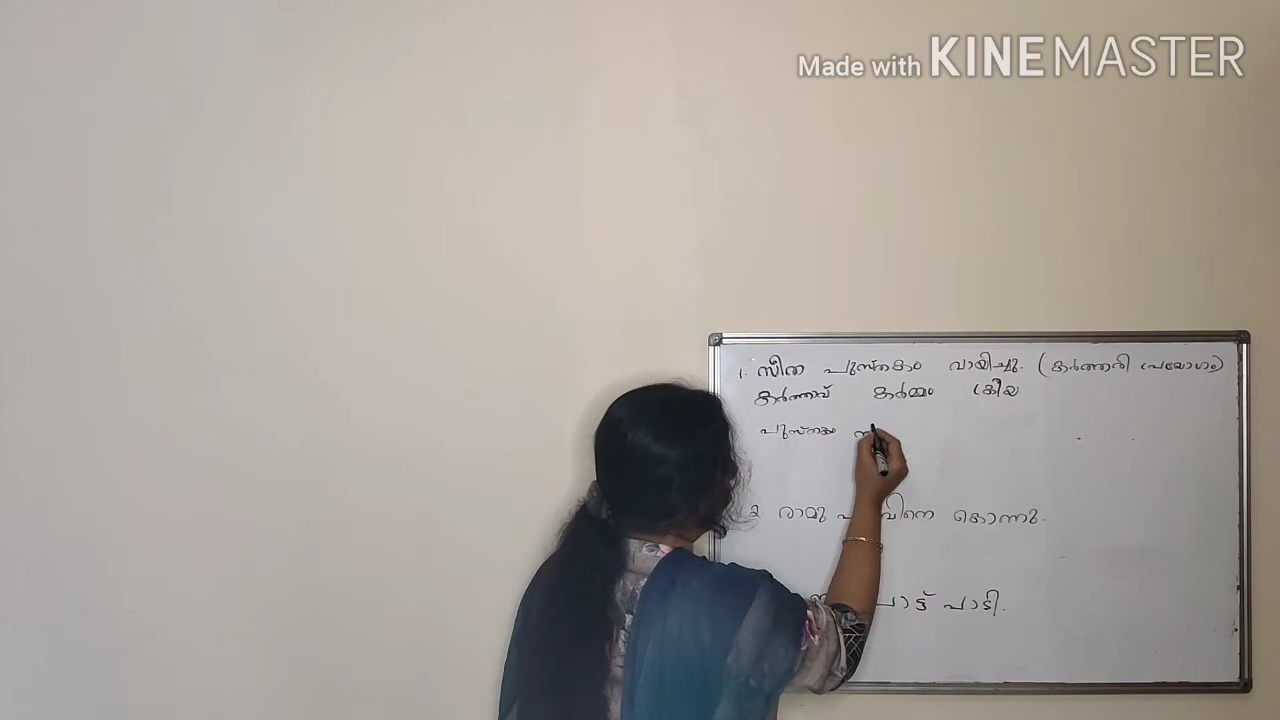 Made with KINEMASTER
1. സീത പുസ്തകം വായിച്ചു. (കർത്തരി പ്രയോഗം)
കർത്താവ് കർമ്മം ക്രിയ
പുസ്തകം
2 രാമു കൊന്നു.
പാട്ട് പാടി.